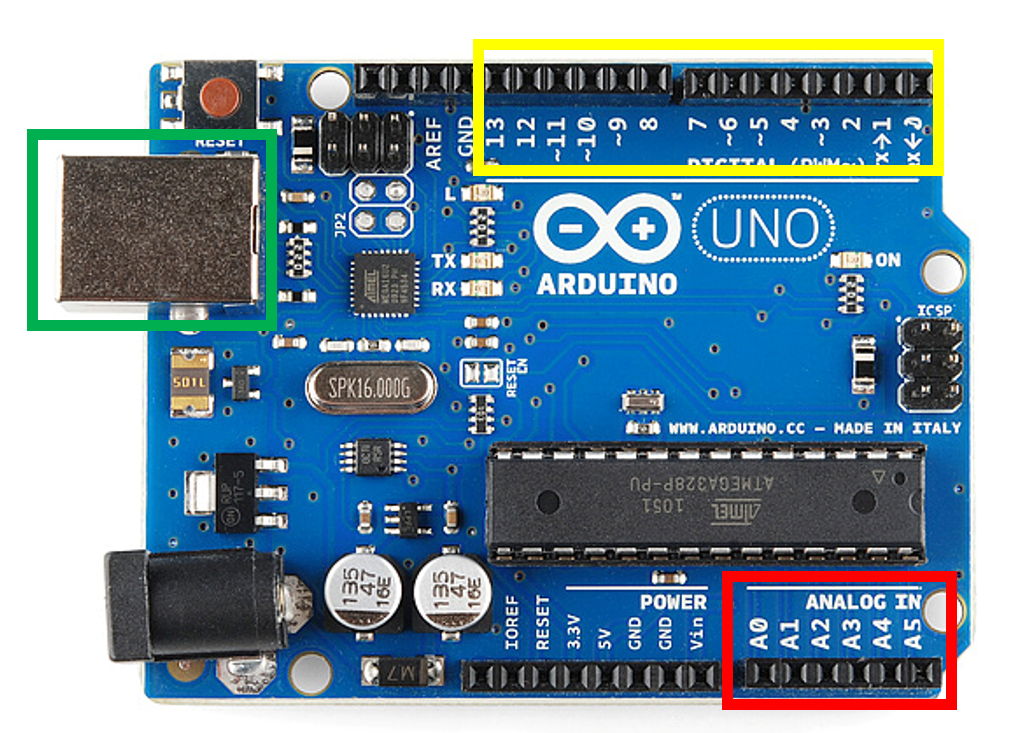 RESET
AREF
GND
13
12
~11
~10
~9
8
7
~6
~5
4
~3
2
TX→1
RX←0
DIGITAL (PWM~)
L
TX
RX
JP2
UNO
ARDUINO
ON
ICSP
RESET EN
501L
SPK16.000G
WWW.ARDUINO.CC – MADE IN ITALY
ATMEL
ATMEGA328P-PU
1051
135
47
16E
135
47
16E
M7
POWER
IOREF
RESET
3.3V
5V
GND
GND
Vin
ANALOG IN
A0
A1
A2
A3
A4
A5